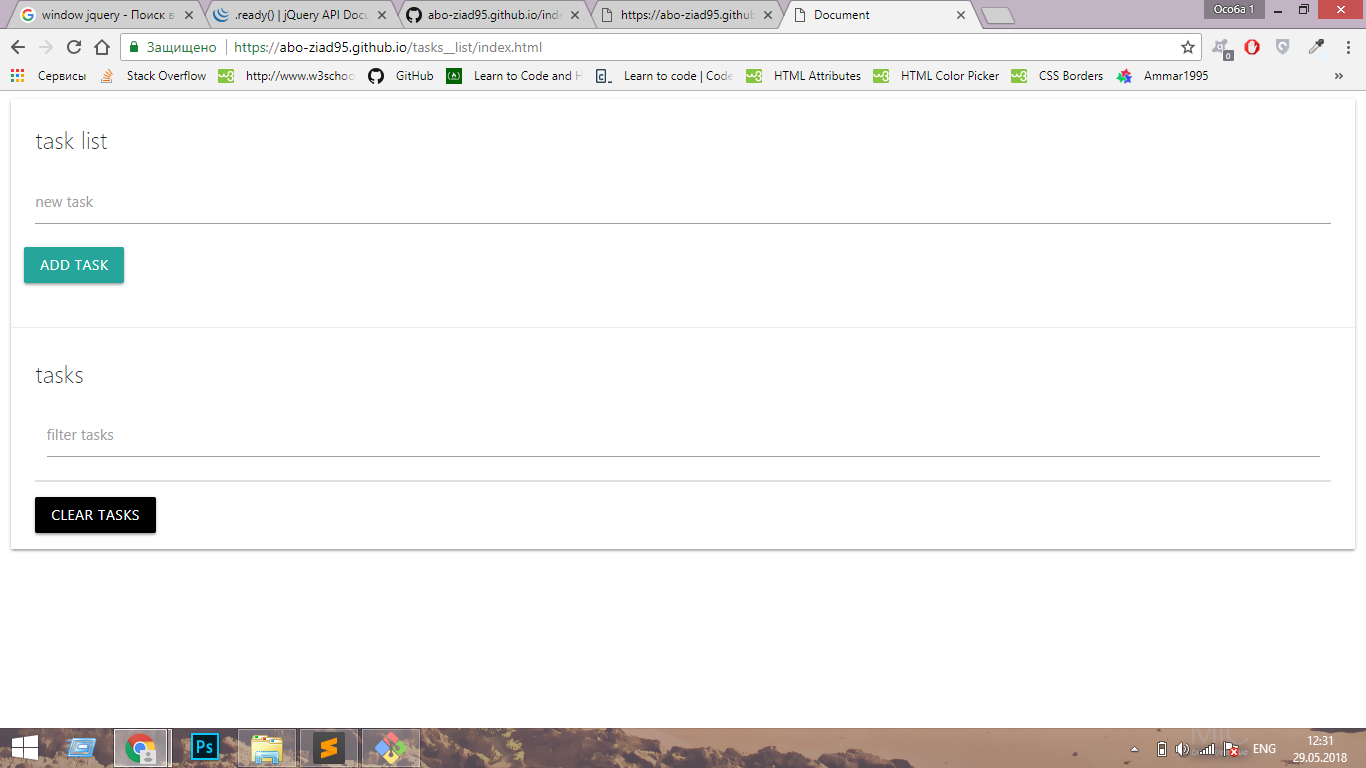 window jquery - Поиск в
.ready() | jQuery API Docu
abo-ziad95.github.io/inde
https://abo-ziad95.github
Document
Особа 1
Защищено
https://abo-ziad95.github.io/tasks__list/index.html
Сервисы
Stack Overflow
http://www.w3schoo
GitHub
Learn to Code and H
Learn to code | Code
HTML Attributes
HTML Color Picker
CSS Borders
Ammar1995
»
task list
new task
ADD TASK
tasks
filter tasks
CLEAR TASKS
Ps
ENG
12:31
29.05.2018